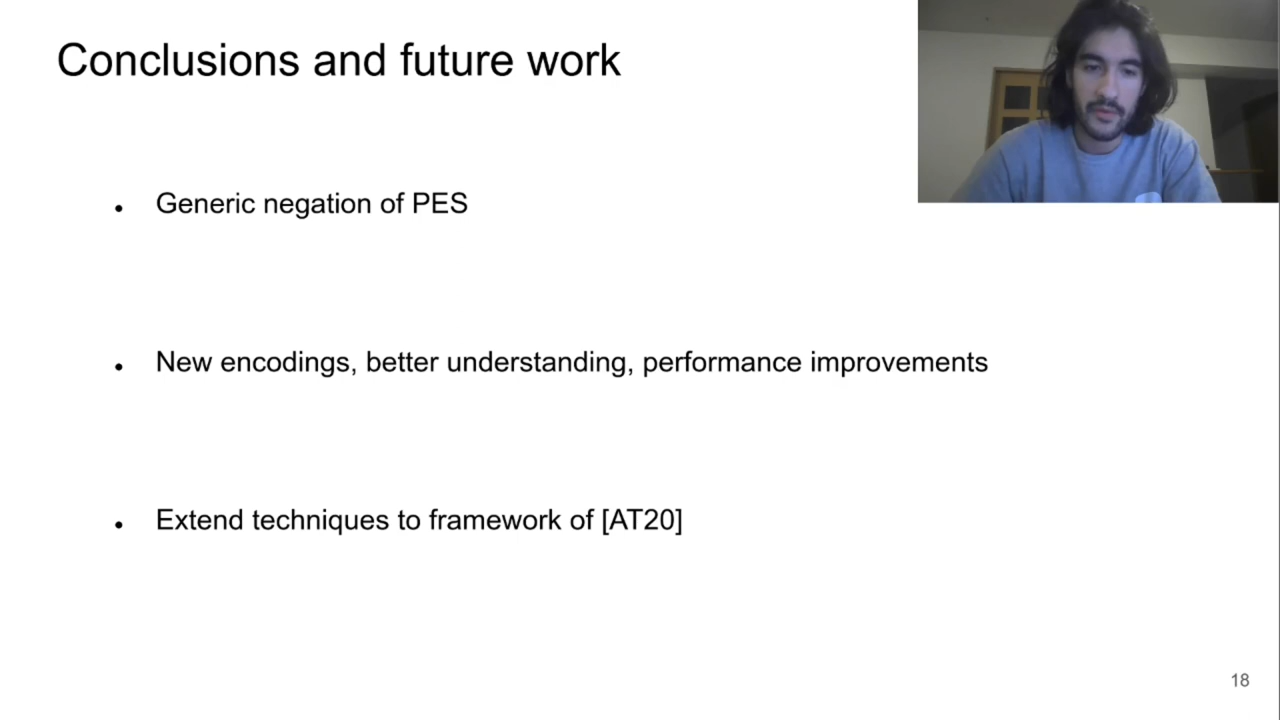 Conclusions and future work
• Generic negation of PES
• New encodings, better understanding, performance improvements
• Extend techniques to framework of [AT20]
18